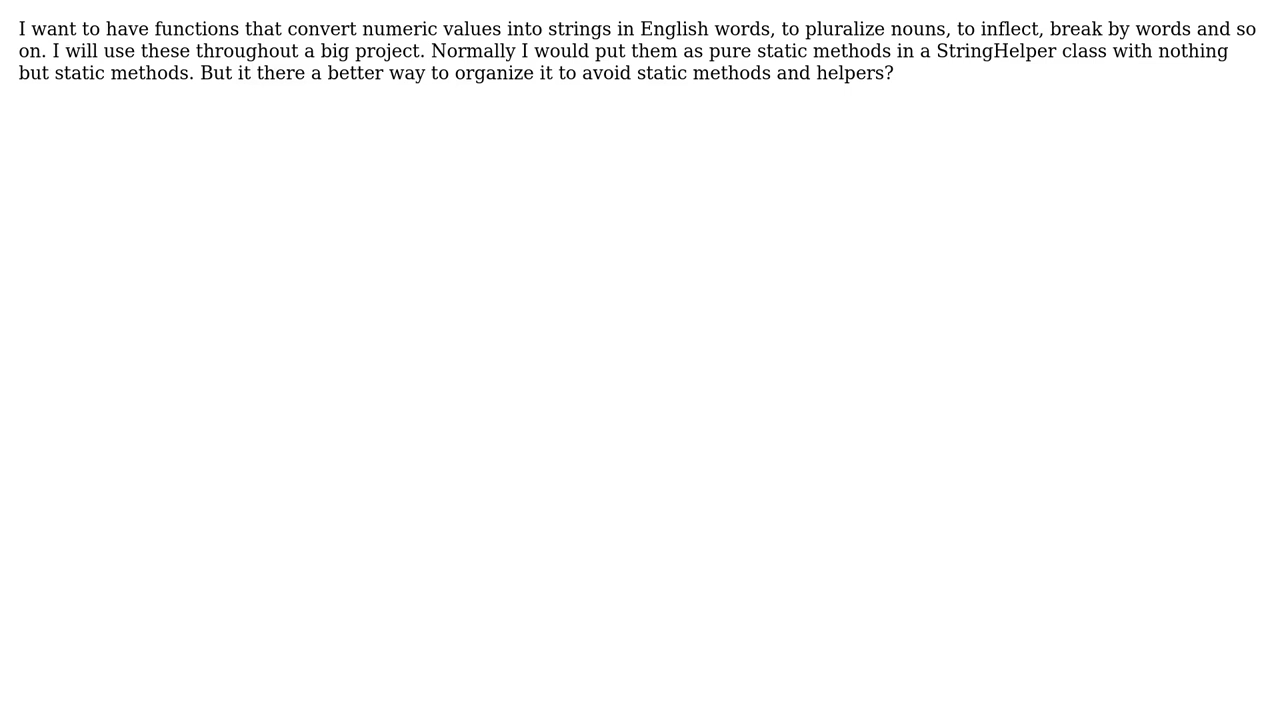 I want to have functions that convert numeric values into strings in English words, to pluralize nouns, to inflect, break by words and so
on. I will use these throughout a big project. Normally I would put them as pure static methods in a StringHelper class with nothing
but static methods. But it there a better way to organize it to avoid static methods and helpers?